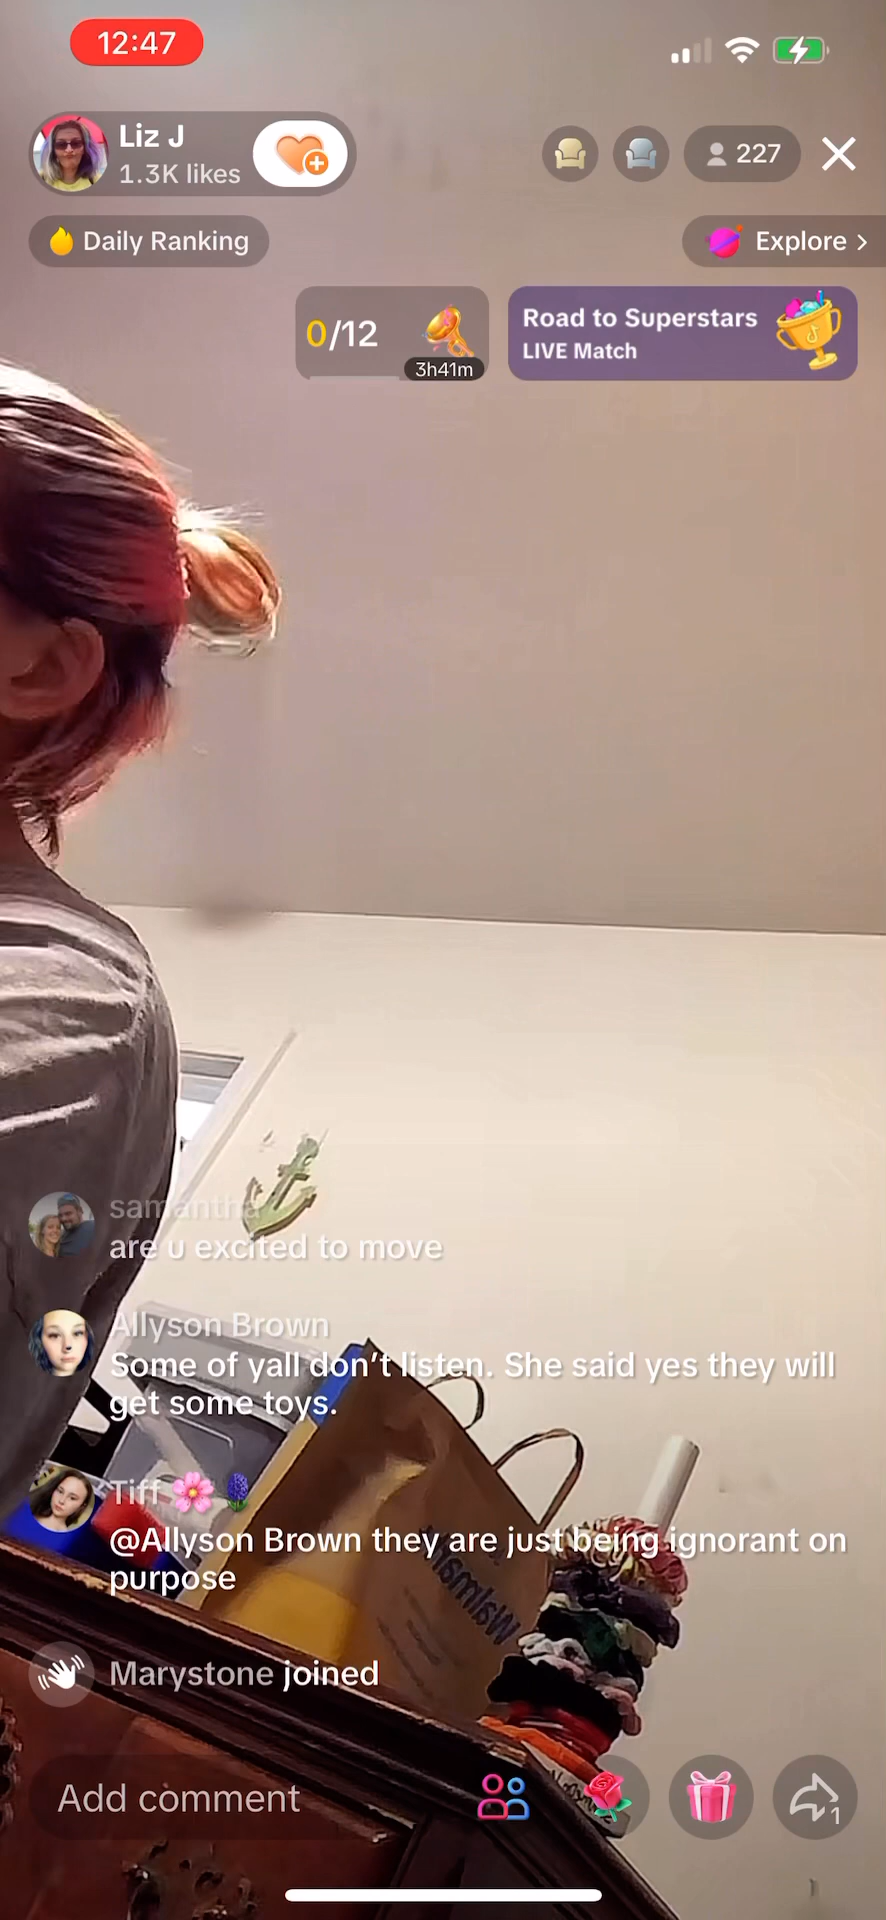 12:47
Liz J
1.3K likes
227
Daily Ranking
Explore >
0/12
3h41m
Road to Superstars
LIVE Match
samantha
are u excited to move
Allyson Brown
Some of yall don’t listen. She said yes they will
get some toys.
Tiff
@Allyson Brown they are just being ignorant on
purpose
Walmart
Marystone joined
Add comment
1